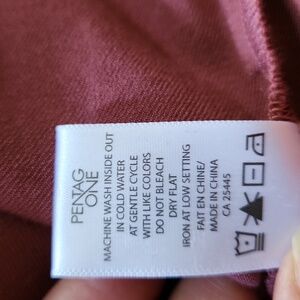 PENTAG
ONE
MACHINE WASH INSIDE OUT
IN COLD WATER
AT GENTLE CYCLE
WITH LIKE COLORS
DO NOT BLEACH
DRY FLAT
IRON AT LOW SETTING
FAIT EN CHINE/
MADE IN CHINA
CA 25445